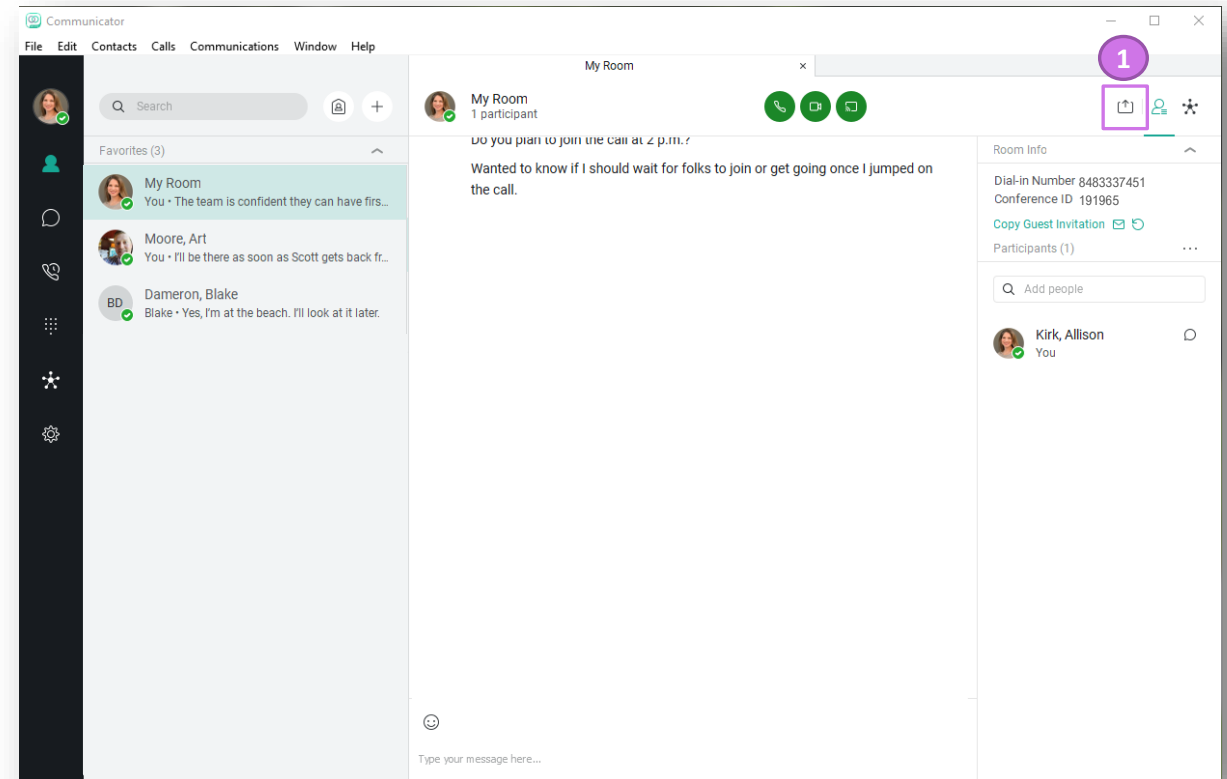 Communicator
File Edit Contacts Calls Communications Window Help
My Room ×
1
Search
My Room
1 participant
Favorites (3)
My Room
You • The team is confident they can have firs...
Moore, Art
You • I'll be there as soon as Scott gets back fr...
BD
Dameron, Blake
Blake • Yes, I'm at the beach. I'll look at it later.
Do you plan to join the call at 2 p.m.?
Wanted to know if I should wait for folks to join or get going once I jumped on
the call.
Type your message here...
Room Info
Dial-in Number 8483337451
Conference ID 191965
Copy Guest Invitation
Participants (1)
Add people
Kirk, Allison
You